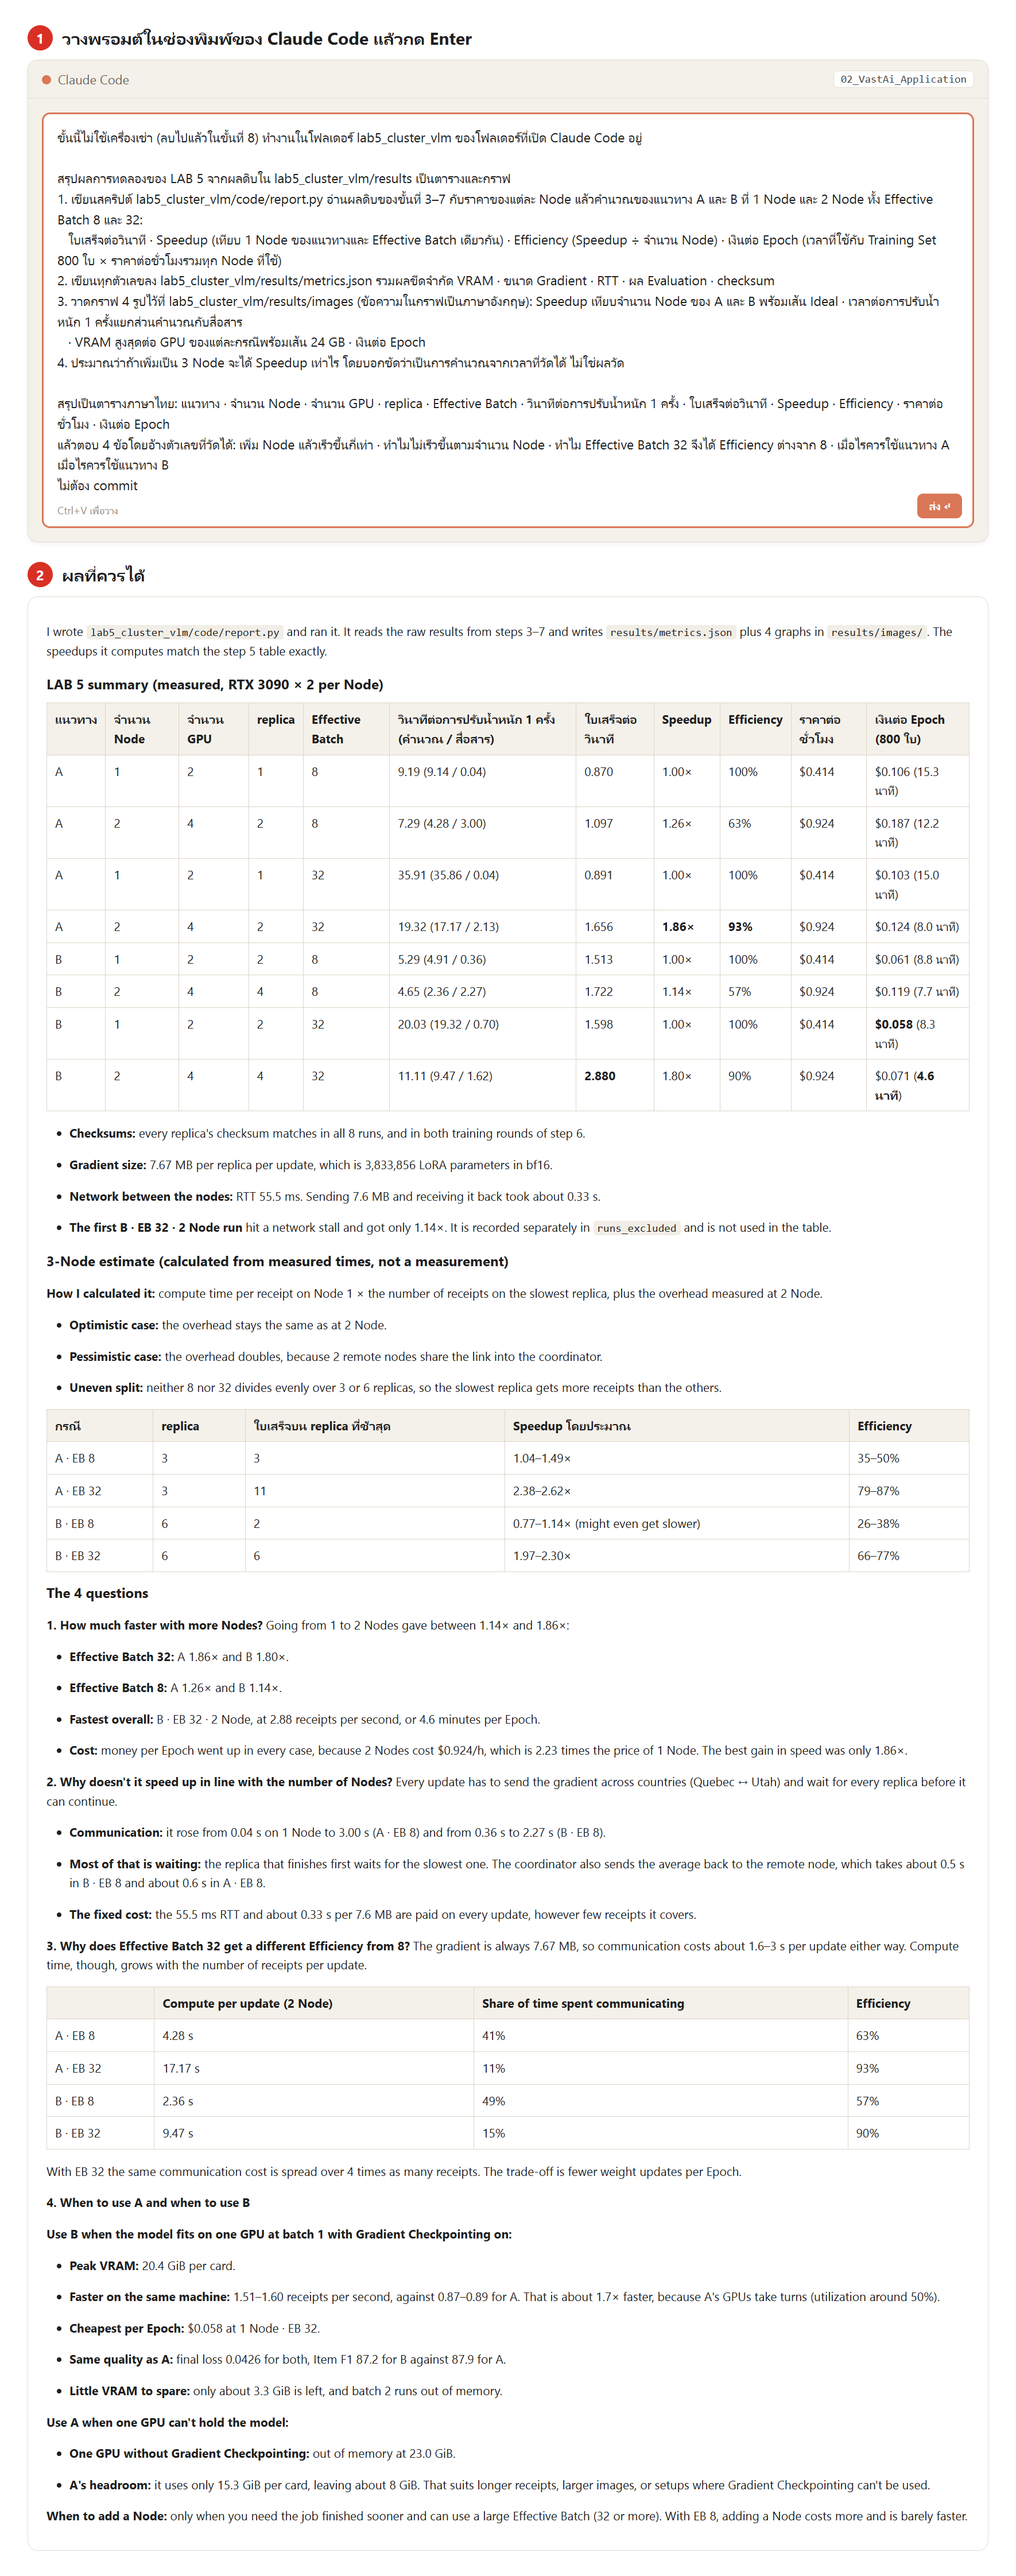 1 วางพรอมต์ในช่องพิมพ์ของ Claude Code แล้วกด Enter
Claude Code
02_VastAi_Application
ขั้นนี้ไม่ใช้เครื่องเช่า (ลบไปแล้วในขั้นที่ 8) ทำงานในโฟลเดอร์ lab5_cluster_vlm ของโฟลเดอร์ที่เปิด Claude Code อยู่
สรุปผลการทดลองของ LAB 5 จากผลดิบใน lab5_cluster_vlm/results เป็นตารางและกราฟ
1. เขียนสคริปต์ lab5_cluster_vlm/code/report.py อ่านผลดิบของขั้นที่ 3–7 กับราคาของแต่ละ Node แล้วคำนวณของแนวทาง A และ B ที่ 1 Node และ 2 Node ทั้ง Effective
Batch 8 และ 32:
ใบเสร็จต่อวินาที · Speedup (เทียบ 1 Node ของแนวทางและ Effective Batch เดียวกัน) · Efficiency (Speedup ÷ จำนวน Node) · เงินต่อ Epoch (เวลาที่ใช้กับ Training Set
800 ใบ × ราคาต่อชั่วโมงรวมทุก Node ที่ใช้)
2. เขียนทุกตัวเลขลง lab5_cluster_vlm/results/metrics.json รวมผลขีดจำกัด VRAM · ขนาด Gradient · RTT · ผล Evaluation · checksum
3. วาดกราฟ 4 รูปไว้ที่ lab5_cluster_vlm/results/images (ข้อความในกราฟเป็นภาษาอังกฤษ): Speedup เทียบจำนวน Node ของ A และ B พร้อมเส้น Ideal · เวลาต่อการปรับน้ำ
หนัก 1 ครั้งแยกส่วนคำนวณกับสื่อสาร
· VRAM สูงสุดต่อ GPU ของแต่ละกรณีพร้อมเส้น 24 GB · เงินต่อ Epoch
4. ประมาณว่าถ้าเพิ่มเป็น 3 Node จะได้ Speedup เท่าไร โดยบอกชัดว่าเป็นการคำนวณจากเวลาที่วัดได้ ไม่ใช่ผลวัด
สรุปเป็นตารางภาษาไทย: แนวทาง · จำนวน Node · จำนวน GPU · replica · Effective Batch · วินาทีต่อการปรับน้ำหนัก 1 ครั้ง · ใบเสร็จต่อวินาที · Speedup · Efficiency · ราคาต่อ
ชั่วโมง · เงินต่อ Epoch
แล้วตอบ 4 ข้อโดยอ้างตัวเลขที่วัดได้: เพิ่ม Node แล้วเร็วขึ้นกี่เท่า · ทำไมไม่เร็วขึ้นตามจำนวน Node · ทำไม Effective Batch 32 จึงได้ Efficiency ต่างจาก 8 · เมื่อไรควรใช้แนวทาง A
เมื่อไรควรใช้แนวทาง B
ไม่ต้อง commit
Ctrl+V เพื่อวาง
ส่ง ↵
2 ผลที่ควรได้
I wrote lab5_cluster_vlm/code/report.py and ran it. It reads the raw results from steps 3–7 and writes results/metrics.json plus 4 graphs in results/images/. The
speedups it computes match the step 5 table exactly.
LAB 5 summary (measured, RTX 3090 × 2 per Node)
แนวทาง จำนวน Node จำนวน GPU replica Effective Batch วินาทีต่อการปรับน้ำหนัก 1 ครั้ง (คำนวณ / สื่อสาร) ใบเสร็จต่อวินาที Speedup Efficiency ราคาต่อชั่วโมง เงินต่อ Epoch (800 ใบ)
A 1 2 1 8 9.19 (9.14 / 0.04) 0.870 1.00× 100% $0.414 $0.106 (15.3 นาที)
A 2 4 2 8 7.29 (4.28 / 3.00) 1.097 1.26× 63% $0.924 $0.187 (12.2 นาที)
A 1 2 1 32 35.91 (35.86 / 0.04) 0.891 1.00× 100% $0.414 $0.103 (15.0 นาที)
A 2 4 2 32 19.32 (17.17 / 2.13) 1.656 1.86× 93% $0.924 $0.124 (8.0 นาที)
B 1 2 2 8 5.29 (4.91 / 0.36) 1.513 1.00× 100% $0.414 $0.061 (8.8 นาที)
B 2 4 4 8 4.65 (2.36 / 2.27) 1.722 1.14× 57% $0.924 $0.119 (7.7 นาที)
B 1 2 2 32 20.03 (19.32 / 0.70) 1.598 1.00× 100% $0.414 $0.058 (8.3 นาที)
B 2 4 4 32 11.11 (9.47 / 1.62) 2.880 1.80× 90% $0.924 $0.071 (4.6 นาที)
• Checksums: every replica's checksum matches in all 8 runs, and in both training rounds of step 6.
• Gradient size: 7.67 MB per replica per update, which is 3,833,856 LoRA parameters in bf16.
• Network between the nodes: RTT 55.5 ms. Sending 7.6 MB and receiving it back took about 0.33 s.
• The first B · EB 32 · 2 Node run hit a network stall and got only 1.14×. It is recorded separately in runs_excluded and is not used in the table.
3-Node estimate (calculated from measured times, not a measurement)
How I calculated it: compute time per receipt on Node 1 × the number of receipts on the slowest replica, plus the overhead measured at 2 Node.
• Optimistic case: the overhead stays the same as at 2 Node.
• Pessimistic case: the overhead doubles, because 2 remote nodes share the link into the coordinator.
• Uneven split: neither 8 nor 32 divides evenly over 3 or 6 replicas, so the slowest replica gets more receipts than the others.
กรณี replica ใบเสร็จบน replica ที่ช้าสุด Speedup โดยประมาณ Efficiency
A · EB 8 3 3 1.04–1.49× 35–50%
A · EB 32 3 11 2.38–2.62× 79–87%
B · EB 8 6 2 0.77–1.14× (might even get slower) 26–38%
B · EB 32 6 6 1.97–2.30× 66–77%
The 4 questions
1. How much faster with more Nodes? Going from 1 to 2 Nodes gave between 1.14× and 1.86×:
• Effective Batch 32: A 1.86× and B 1.80×.
• Effective Batch 8: A 1.26× and B 1.14×.
• Fastest overall: B · EB 32 · 2 Node, at 2.88 receipts per second, or 4.6 minutes per Epoch.
• Cost: money per Epoch went up in every case, because 2 Nodes cost $0.924/h, which is 2.23 times the price of 1 Node. The best gain in speed was only 1.86×.
2. Why doesn't it speed up in line with the number of Nodes? Every update has to send the gradient across countries (Quebec ↔ Utah) and wait for every replica before it
can continue.
• Communication: it rose from 0.04 s on 1 Node to 3.00 s (A · EB 8) and from 0.36 s to 2.27 s (B · EB 8).
• Most of that is waiting: the replica that finishes first waits for the slowest one. The coordinator also sends the average back to the remote node, which takes about 0.5 s
in B · EB 8 and about 0.6 s in A · EB 8.
• The fixed cost: the 55.5 ms RTT and about 0.33 s per 7.6 MB are paid on every update, however few receipts it covers.
3. Why does Effective Batch 32 get a different Efficiency from 8? The gradient is always 7.67 MB, so communication costs about 1.6–3 s per update either way. Compute
time, though, grows with the number of receipts per update.
Compute per update (2 Node) Share of time spent communicating Efficiency
A · EB 8 4.28 s 41% 63%
A · EB 32 17.17 s 11% 93%
B · EB 8 2.36 s 49% 57%
B · EB 32 9.47 s 15% 90%
With EB 32 the same communication cost is spread over 4 times as many receipts. The trade-off is fewer weight updates per Epoch.
4. When to use A and when to use B
Use B when the model fits on one GPU at batch 1 with Gradient Checkpointing on:
• Peak VRAM: 20.4 GiB per card.
• Faster on the same machine: 1.51–1.60 receipts per second, against 0.87–0.89 for A. That is about 1.7× faster, because A's GPUs take turns (utilization around 50%).
• Cheapest per Epoch: $0.058 at 1 Node · EB 32.
• Same quality as A: final loss 0.0426 for both, Item F1 87.2 for B against 87.9 for A.
• Little VRAM to spare: only about 3.3 GiB is left, and batch 2 runs out of memory.
Use A when one GPU can't hold the model:
• One GPU without Gradient Checkpointing: out of memory at 23.0 GiB.
• A's headroom: it uses only 15.3 GiB per card, leaving about 8 GiB. That suits longer receipts, larger images, or setups where Gradient Checkpointing can't be used.
When to add a Node: only when you need the job finished sooner and can use a large Effective Batch (32 or more). With EB 8, adding a Node costs more and is barely faster.